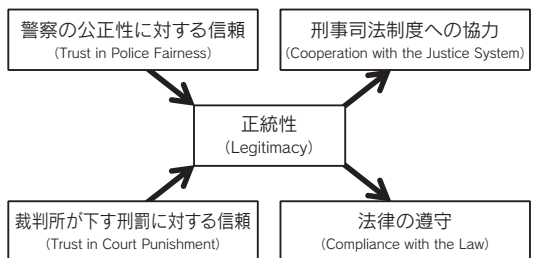 警察の公正性に対する信頼
(Trust in Police Fairness)
刑事司法制度への協力
(Cooperation with the Justice System)
正統性
(Legitimacy)
裁判所が下す刑罰に対する信頼
(Trust in Court Punishment)
法律の遵守
(Compliance with the Law)